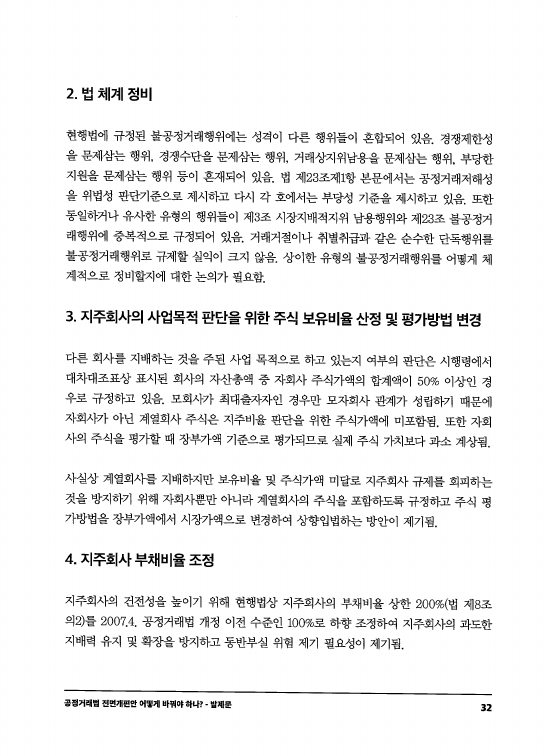 2. 법 체계 정비
현행법에 규정된 불공정거래행위에는 성격이 다른 행위들이 혼합되어 있음. 경쟁제한성
을 문제삼는 행위, 경쟁수단을 문제삼는 행위, 거래상지위남용을 문제삼는 행위, 부당한
지원을 문제삼는 행위 등이 혼재되어 있음. 법 제23조제1항 본문에서는 공정거래저해성
을 위법성 판단기준으로 제시하고 다시 각 호에서는 부당성 기준을 제시하고 있음. 또한
동일하거나 유사한 유형의 행위들이 제3조 시장지배적지위 남용행위와 제23조 불공정거
래행위에 중복적으로 규정되어 있음. 거래거절이나 취별취급과 같은 순수한 단독행위를
불공정거래행위로 규제할 실익이 크지 않음. 상이한 유형의 불공정거래행위를 어떻게 체
계적으로 정비할지에 대한 논의가 필요함.
3. 지주회사의 사업목적 판단을 위한 주식 보유비율 산정 및 평가방법 변경
다른 회사를 지배하는 것을 주된 사업 목적으로 하고 있는지 여부의 판단은 시행령에서
대차대조표상 표시된 회사의 자산총액 중 자회사 주식가액의 합계액이 50% 이상인 경
우로 규정하고 있음. 모회사가 최대출자자인 경우만 모자회사 관계가 성립하기 때문에
자회사가 아닌 계열회사 주식은 지주비율 판단을 위한 주식가액에 미포함됨. 또한 자회
사의 주식을 평가할 때 장부가액 기준으로 평가되므로 실제 주식 가치보다 과소 계상됨.
사실상 계열회사를 지배하지만 보유비율 및 주식가액 미달로 지주회사 규제를 회피하는
것을 방지하기 위해 자회사뿐만 아니라 계열회사의 주식을 포함하도록 규정하고 주식 평
가방법을 장부가액에서 시장가액으로 변경하여 상향입법하는 방안이 제기됨.
4. 지주회사 부채비율 조정
지주회사의 건전성을 높이기 위해 현행법상 지주회사의 부채비율 상한 200%(법 제8조
의2)를 2007.4. 공정거래법 개정 이전 수준인 100%로 하향 조정하여 지주회사의 과도한
지배력 유지 및 확장을 방지하고 동반부실 위험 제기 필요성이 제기됨.
공정거래법 전면개편안 어떻게 바꿔야 하나? - 발제문
32